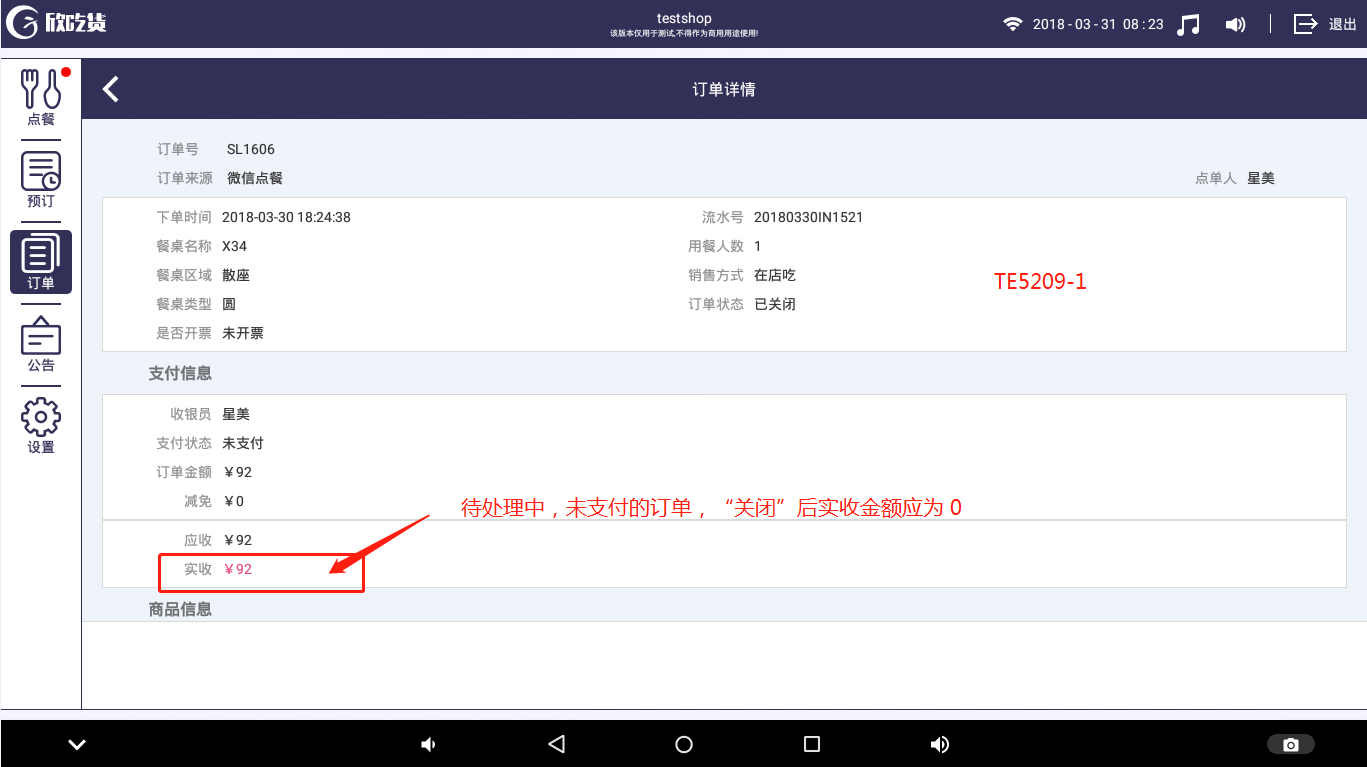 欣吃货
testshop
该版本仅用于测试,不得作为商用用途使用!
2018-03-31 08:23
退出
点餐
预订
订单
公告
设置
订单详情
订单号 SL1606
订单来源 微信点餐
点单人 星美
下单时间 2018-03-30 18:24:38
流水号 20180330IN1521
餐桌名称 X34
用餐人数 1
餐桌区域 散座
销售方式 在店吃
TE5209-1
餐桌类型 圆
订单状态 已关闭
是否开票 未开票
支付信息
收银员 星美
支付状态 未支付
订单金额 ￥92
减免 ￥0
待处理中，未支付的订单，“关闭”后实收金额应为 0
应收 ￥92
实收 ￥92
商品信息